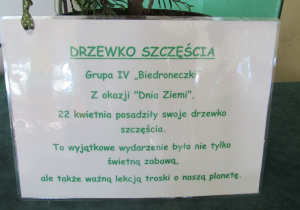 DRZEWKO SZCZĘŚCIA
Grupa IV „Biedroneczki"
Z okazji "Dnia Ziemi",
22 kwietnia posadziły swoje drzewko
szczęścia.
To wyjątkowe wydarzenie było nie tylko
świetną zabawą,
ale także ważną lekcją troski o naszą planetę.